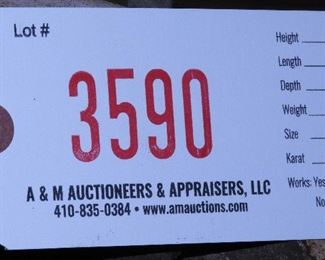 Lot #
3590
A & M AUCTIONEERS & APPRAISERS, LLC
410-835-0384 • www.amauctions.com
Height
Length
Depth
Weight
Size
Karat
Works: Yes
No